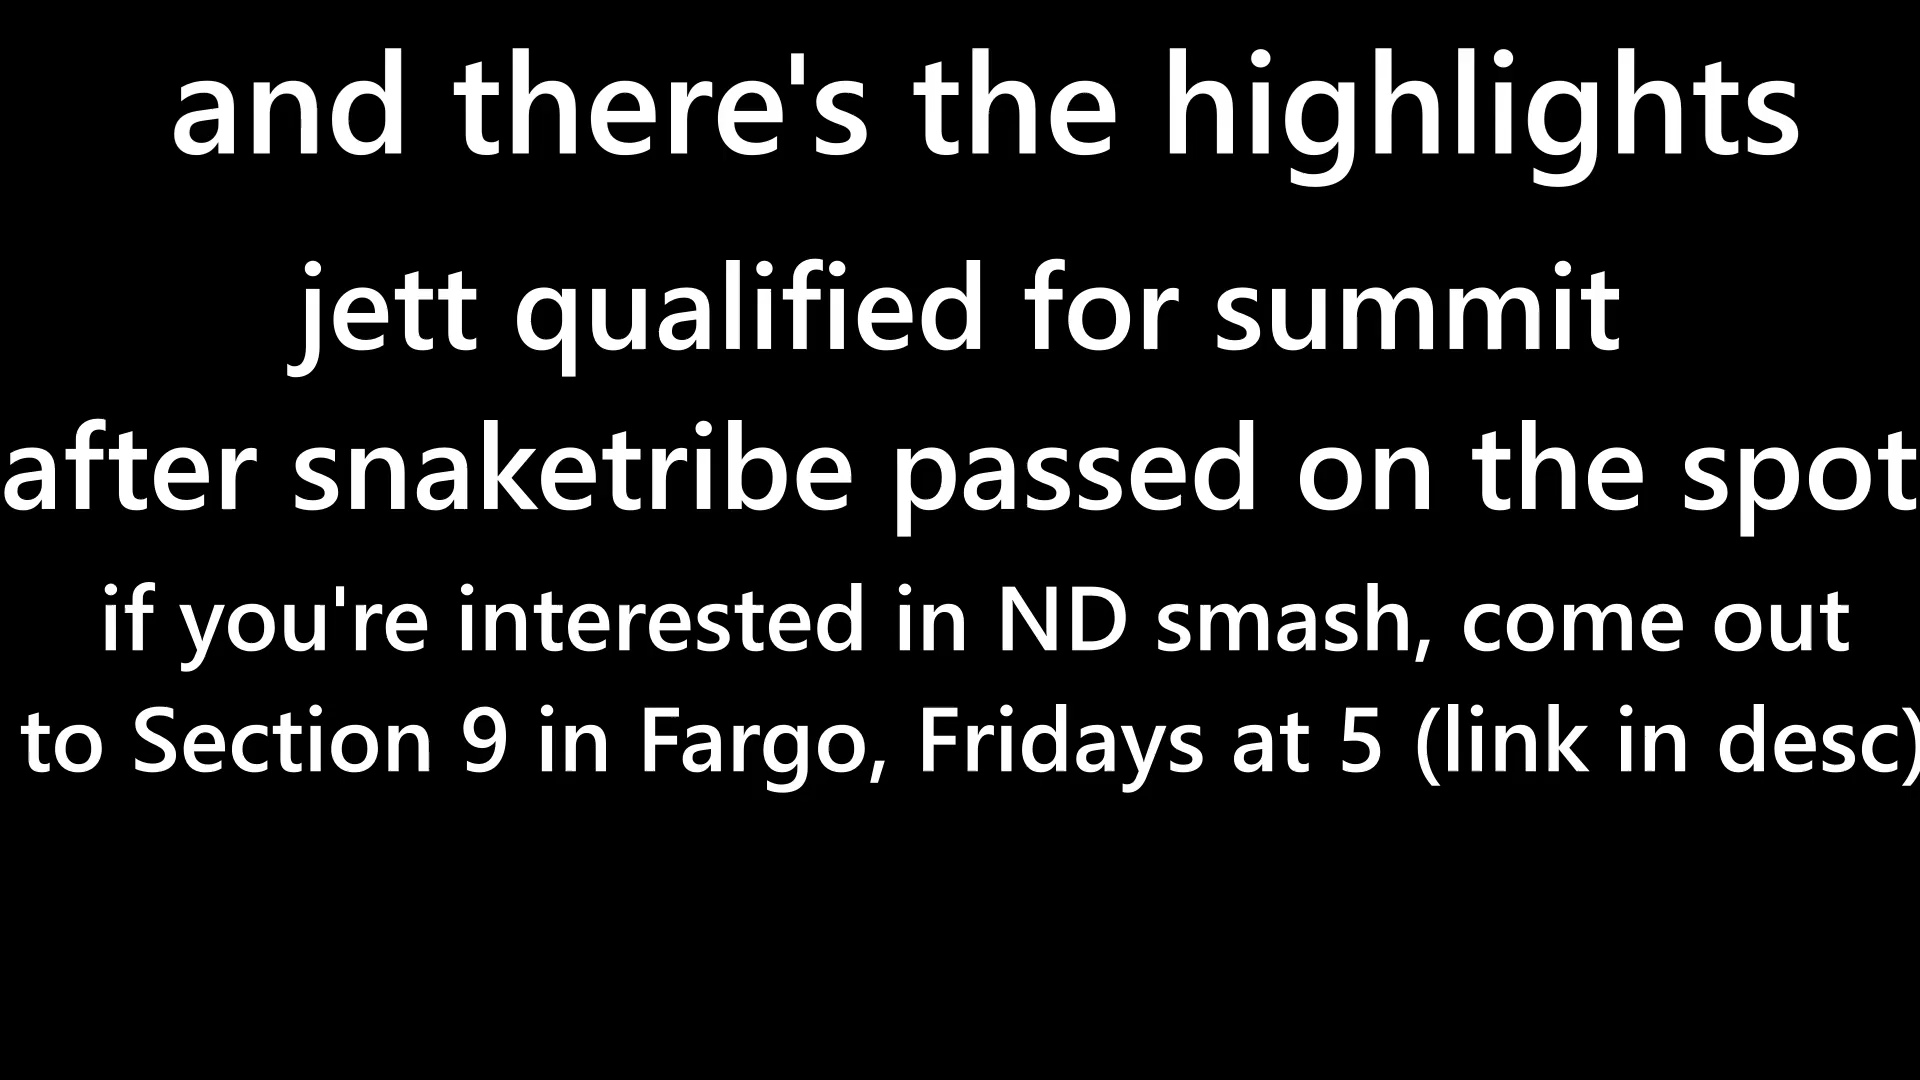 and there's the highlights
jett qualified for summit
after snaketribe passed on the spot
if you're interested in ND smash, come out
to Section 9 in Fargo, Fridays at 5 (link in desc)